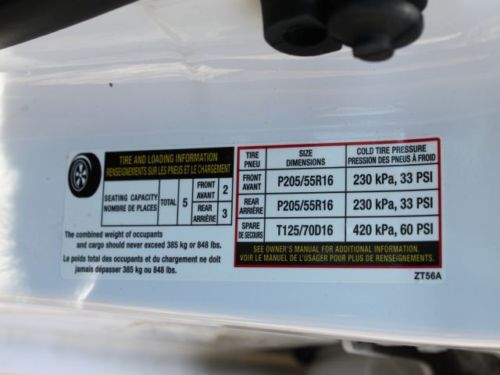 TIRE AND LOADING INFORMATION
RENSEIGNEMENTS SUR LES PNEUS ET LE CHARGEMENT
SEATING CAPACITY
NOMBRE DE PLACES
TOTAL
5
FRONT
AVANT
2
REAR
ARRIÈRE
3
The combined weight of occupants
and cargo should never exceed 385 kg or 848 lbs.
Le poids total des occupants et du chargement ne doit
jamais dépasser 385 kg ou 848 lbs.
TIRE
PNEU
SIZE
DIMENSIONS
COLD TIRE PRESSURE
PRESSION DES PNEUS À FROID
FRONT
AVANT
P205/55R16
230 kPa, 33 PSI
REAR
ARRIÈRE
P205/55R16
230 kPa, 33 PSI
SPARE
DE SECOURS
T125/70D16
420 kPa, 60 PSI
SEE OWNER'S MANUAL FOR ADDITIONAL INFORMATION.
VOIR LE MANUEL DE L'USAGER POUR PLUS DE RENSEIGNEMENTS.
ZT56A